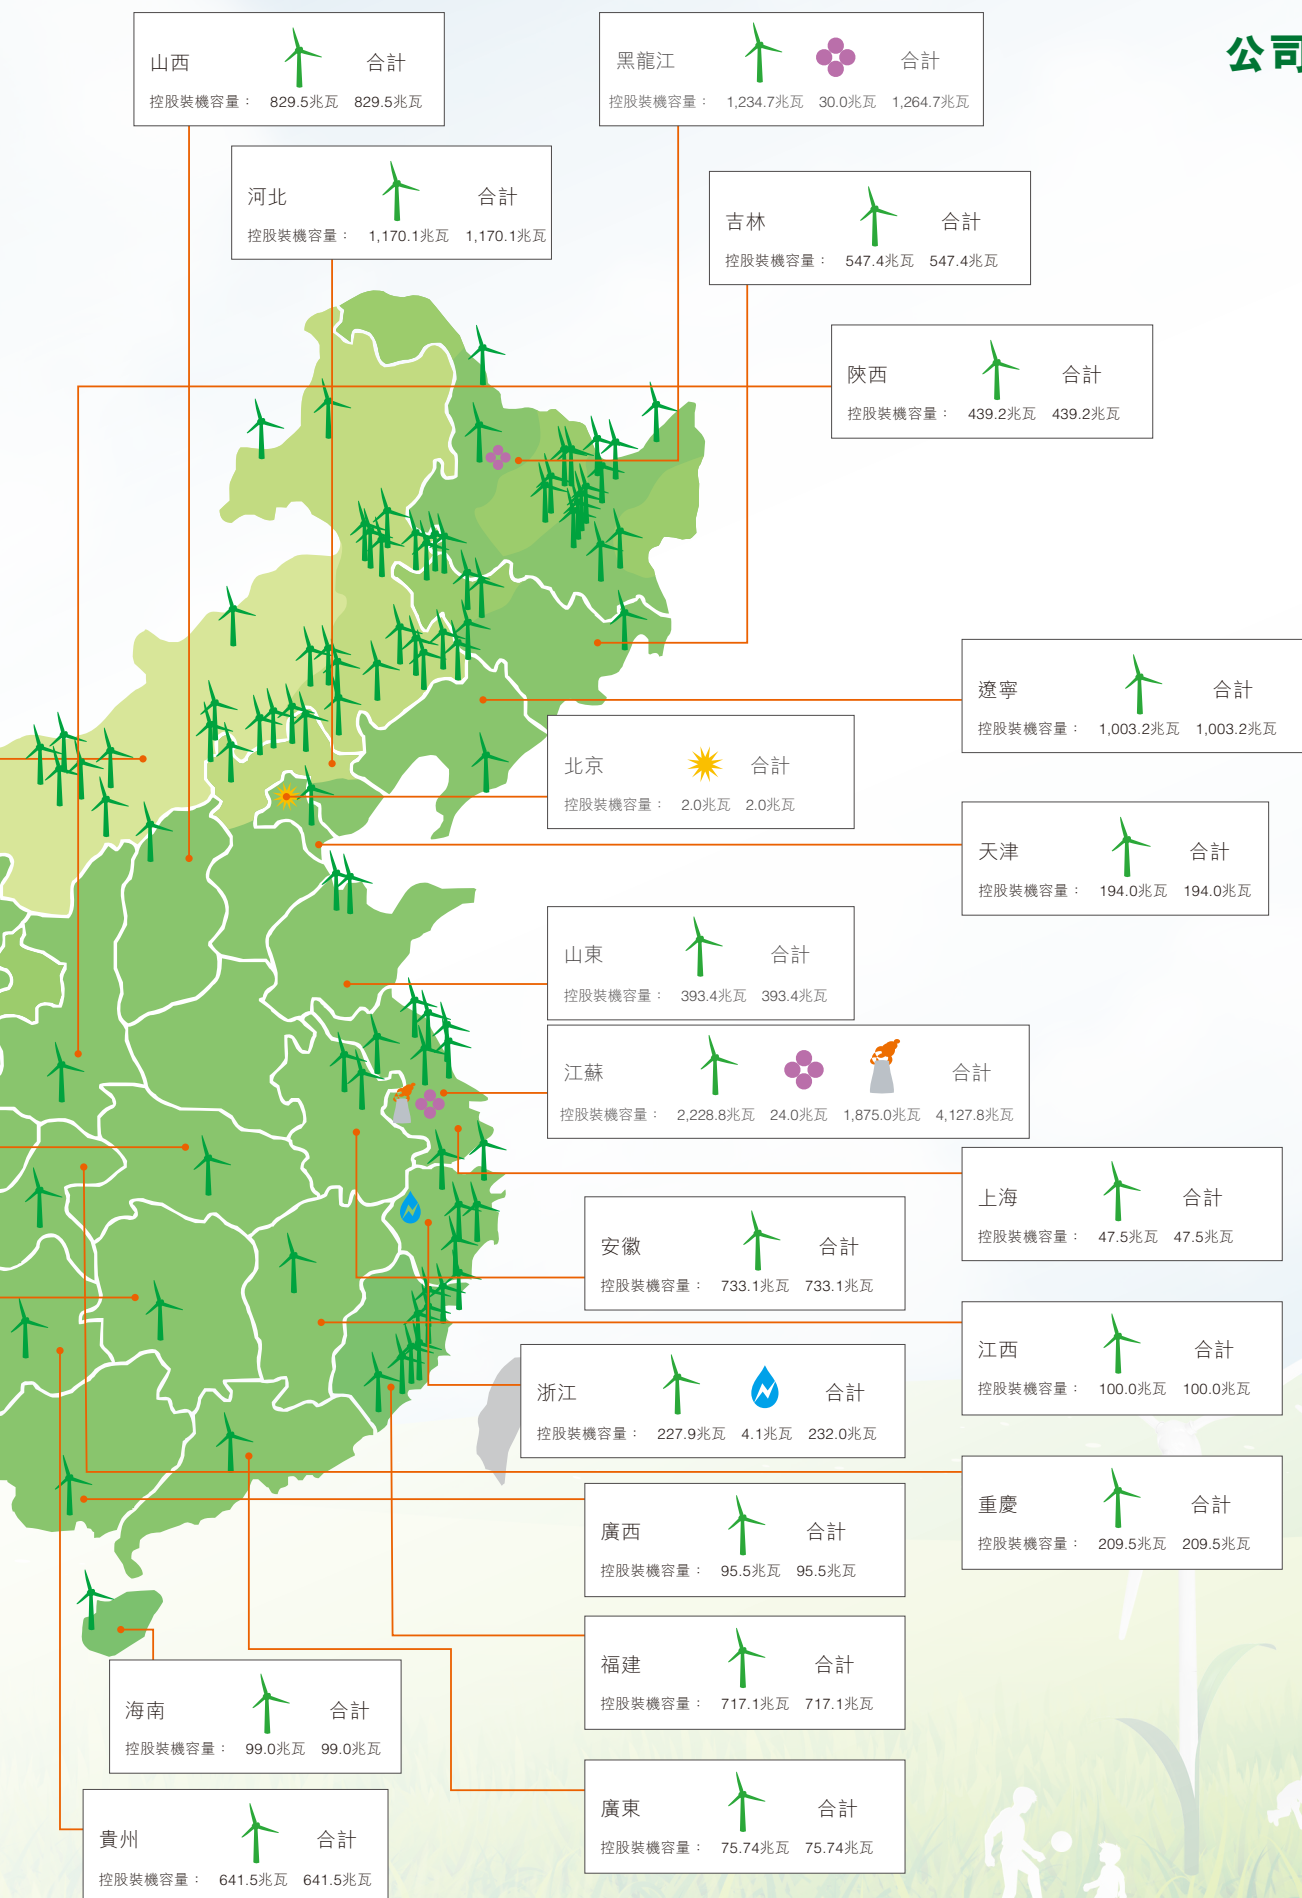 公司
山西 合計
控股裝機容量： 829.5兆瓦 829.5兆瓦
黑龍江 合計
控股裝機容量： 1,234.7兆瓦 30.0兆瓦 1,264.7兆瓦
河北 合計
控股裝機容量： 1,170.1兆瓦 1,170.1兆瓦
吉林 合計
控股裝機容量： 547.4兆瓦 547.4兆瓦
陝西 合計
控股裝機容量： 439.2兆瓦 439.2兆瓦
遼寧 合計
控股裝機容量： 1,003.2兆瓦 1,003.2兆瓦
北京 合計
控股裝機容量： 2.0兆瓦 2.0兆瓦
天津 合計
控股裝機容量： 194.0兆瓦 194.0兆瓦
山東 合計
控股裝機容量： 393.4兆瓦 393.4兆瓦
江蘇 合計
控股裝機容量： 2,228.8兆瓦 24.0兆瓦 1,875.0兆瓦 4,127.8兆瓦
上海 合計
控股裝機容量： 47.5兆瓦 47.5兆瓦
安徽 合計
控股裝機容量： 733.1兆瓦 733.1兆瓦
江西 合計
控股裝機容量： 100.0兆瓦 100.0兆瓦
浙江 合計
控股裝機容量： 227.9兆瓦 4.1兆瓦 232.0兆瓦
重慶 合計
控股裝機容量： 209.5兆瓦 209.5兆瓦
廣西 合計
控股裝機容量： 95.5兆瓦 95.5兆瓦
福建 合計
控股裝機容量： 717.1兆瓦 717.1兆瓦
海南 合計
控股裝機容量： 99.0兆瓦 99.0兆瓦
廣東 合計
控股裝機容量： 75.74兆瓦 75.74兆瓦
貴州 合計
控股裝機容量： 641.5兆瓦 641.5兆瓦